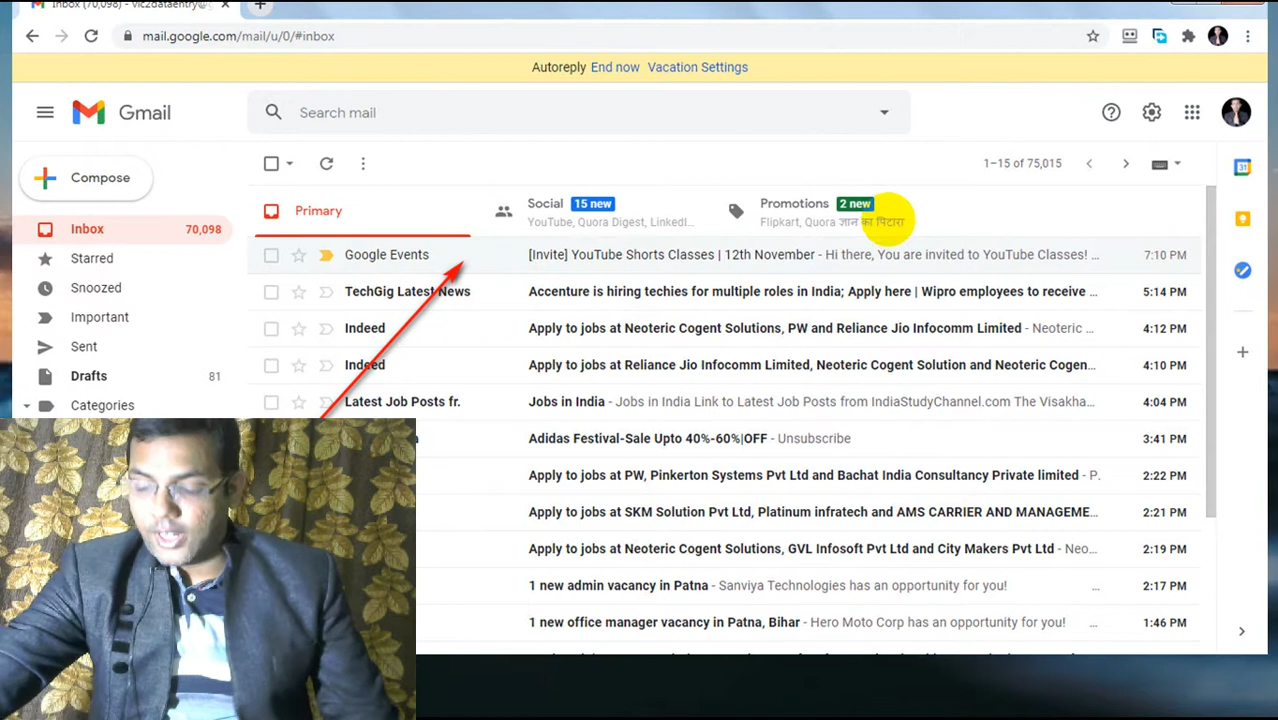 Inbox (70,098) - vic2dataentry@g
mail.google.com/mail/u/0/#inbox
Autoreply End now Vacation Settings
Gmail
Search mail
Compose
1–15 of 75,015
31
Primary
Social 15 new
YouTube, Quora Digest, LinkedI...
Promotions 2 new
Flipkart, Quora ज्ञान का पिटारा
Inbox 70,098
Starred
Snoozed
Important
Sent
Drafts 81
Categories
Google Events [Invite] YouTube Shorts Classes | 12th November - Hi there, You are invited to YouTube Classes! ... 7:10 PM
TechGig Latest News Accenture is hiring techies for multiple roles in India; Apply here | Wipro employees to receive ... 5:14 PM
Indeed Apply to jobs at Neoteric Cogent Solutions, PW and Reliance Jio Infocomm Limited - Neoteric ... 4:12 PM
Indeed Apply to jobs at Reliance Jio Infocomm Limited, Neoteric Cogent Solution and Neoteric Cogen... 4:10 PM
Latest Job Posts fr. Jobs in India - Jobs in India Link to Latest Job Posts from IndiaStudyChannel.com The Visakha... 4:04 PM
Adidas Festival-Sale Upto 40%-60%|OFF - Unsubscribe 3:41 PM
Apply to jobs at PW, Pinkerton Systems Pvt Ltd and Bachat India Consultancy Private limited - P. 2:22 PM
Apply to jobs at SKM Solution Pvt Ltd, Platinum infratech and AMS CARRIER AND MANAGEME... 2:21 PM
Apply to jobs at Neoteric Cogent Solutions, GVL Infosoft Pvt Ltd and City Makers Pvt Ltd - Neo... 2:19 PM
1 new admin vacancy in Patna - Sanviya Technologies has an opportunity for you! ... 2:17 PM
1 new office manager vacancy in Patna, Bihar - Hero Moto Corp has an opportunity for you! ... 1:46 PM